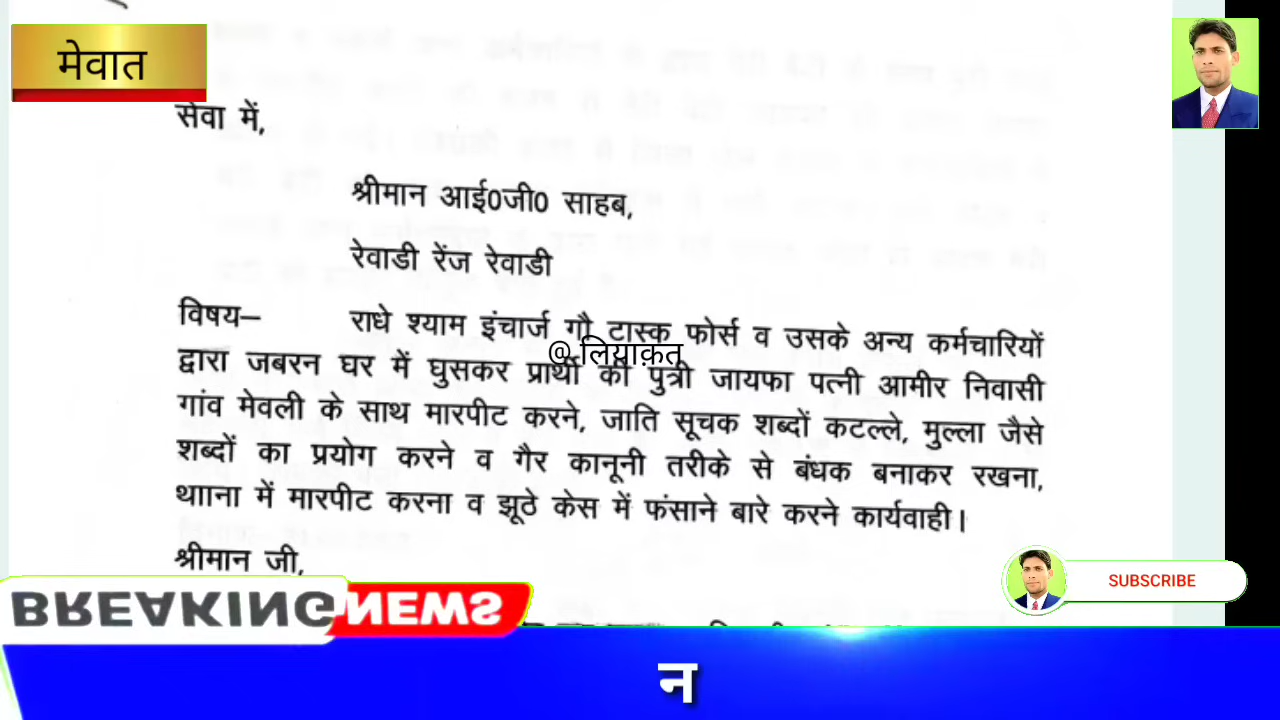 मेवात
सेवा में,
श्रीमान आई0जी0 साहब,
रेवाडी रेंज रेवाडी
विषय— राधे श्याम इंचार्ज गौ टास्क फोर्स व उसके अन्य कर्मचारियों
@ लियाक़त
द्वारा जबरन घर में घुसकर प्रार्थी की पुत्री जायफा पत्नी आमीर निवासी
गांव मेवली के साथ मारपीट करने, जाति सूचक शब्दों कटल्ले, मुल्ला जैसे
शब्दों का प्रयोग करने व गैर कानूनी तरीके से बंधक बनाकर रखना,
थााना में मारपीट करना व झूठे केस में फंसाने बारे करने कार्यवाही।
श्रीमान जी,
SUBSCRIBE
BREAKING NEWS
न